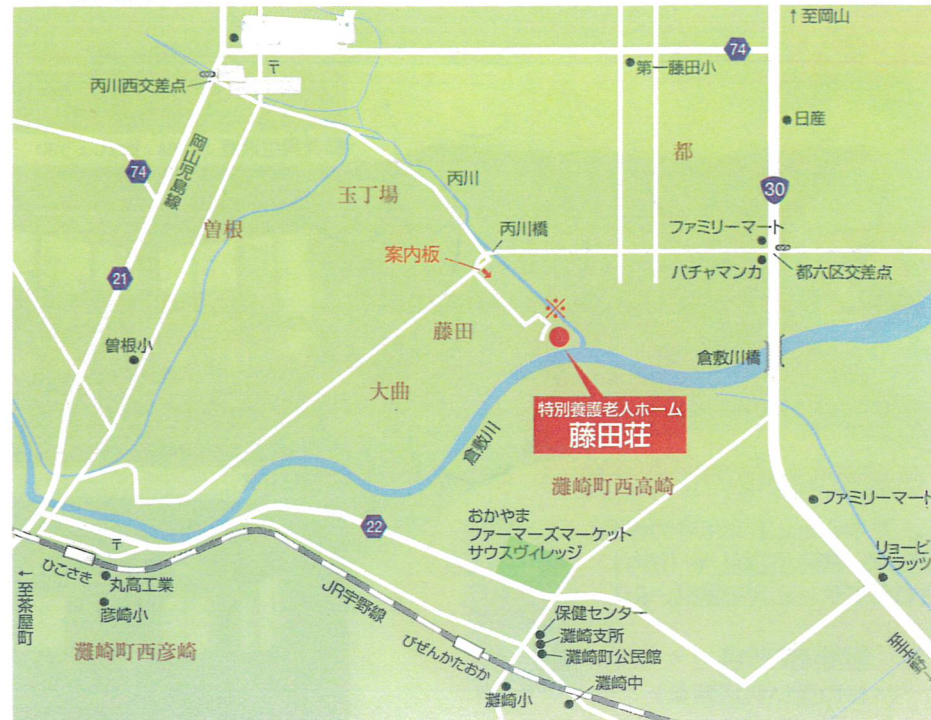 ↑至岡山
74
〒
第一藤田小
丙川西交差点
日産
岡山児島線
都
74
丙川
玉丁場
30
曽根
丙川橋
ファミリーマート
案内板
パチャマンカ
都六区交差点
21
※
藤田
曽根小
倉敷川橋
大曲
特別養護老人ホーム
藤田荘
倉敷川
灘崎町西高崎
ファミリーマート
22
おかやま
ファーマーズマーケット
サウスヴィレッジ
〒
リョービ
プラッツ
ひこさき
←至茶屋町
丸高工業
JR宇野線
彦崎小
保健センター
灘崎支所
灘崎町公民館
びぜんかたおか
灘崎町西彦崎
灘崎中
灘崎小